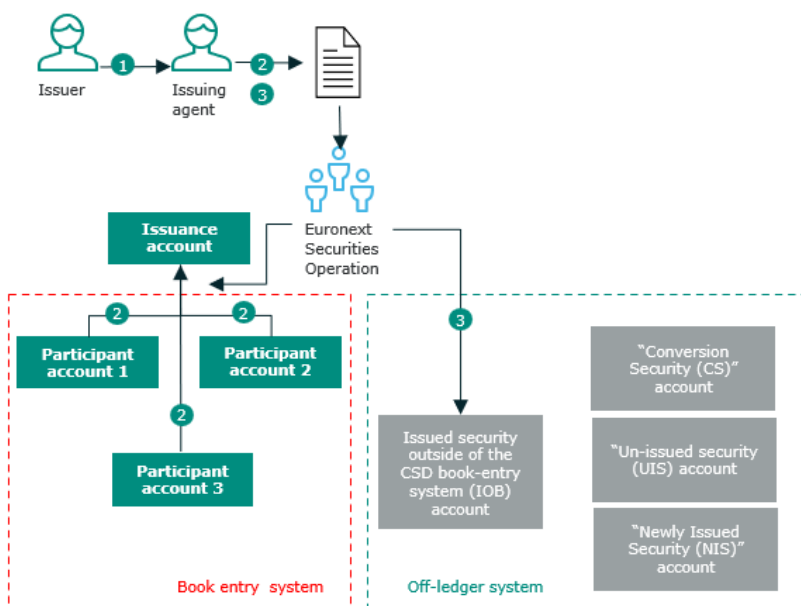 1
2
3
Issuer
Issuing
agent
Issuance
account
Euronext
Securities
Operation
2
2
3
Participant
account 1
Participant
account 2
2
Participant
account 3
Issued security
outside of the
CSD book-entry
system (IOB)
account
“Conversion
Security (CS)”
account
“Un-issued security
(UIS) account
“Newly Issued
Security (NIS)”
account
Book entry system
Off-ledger system